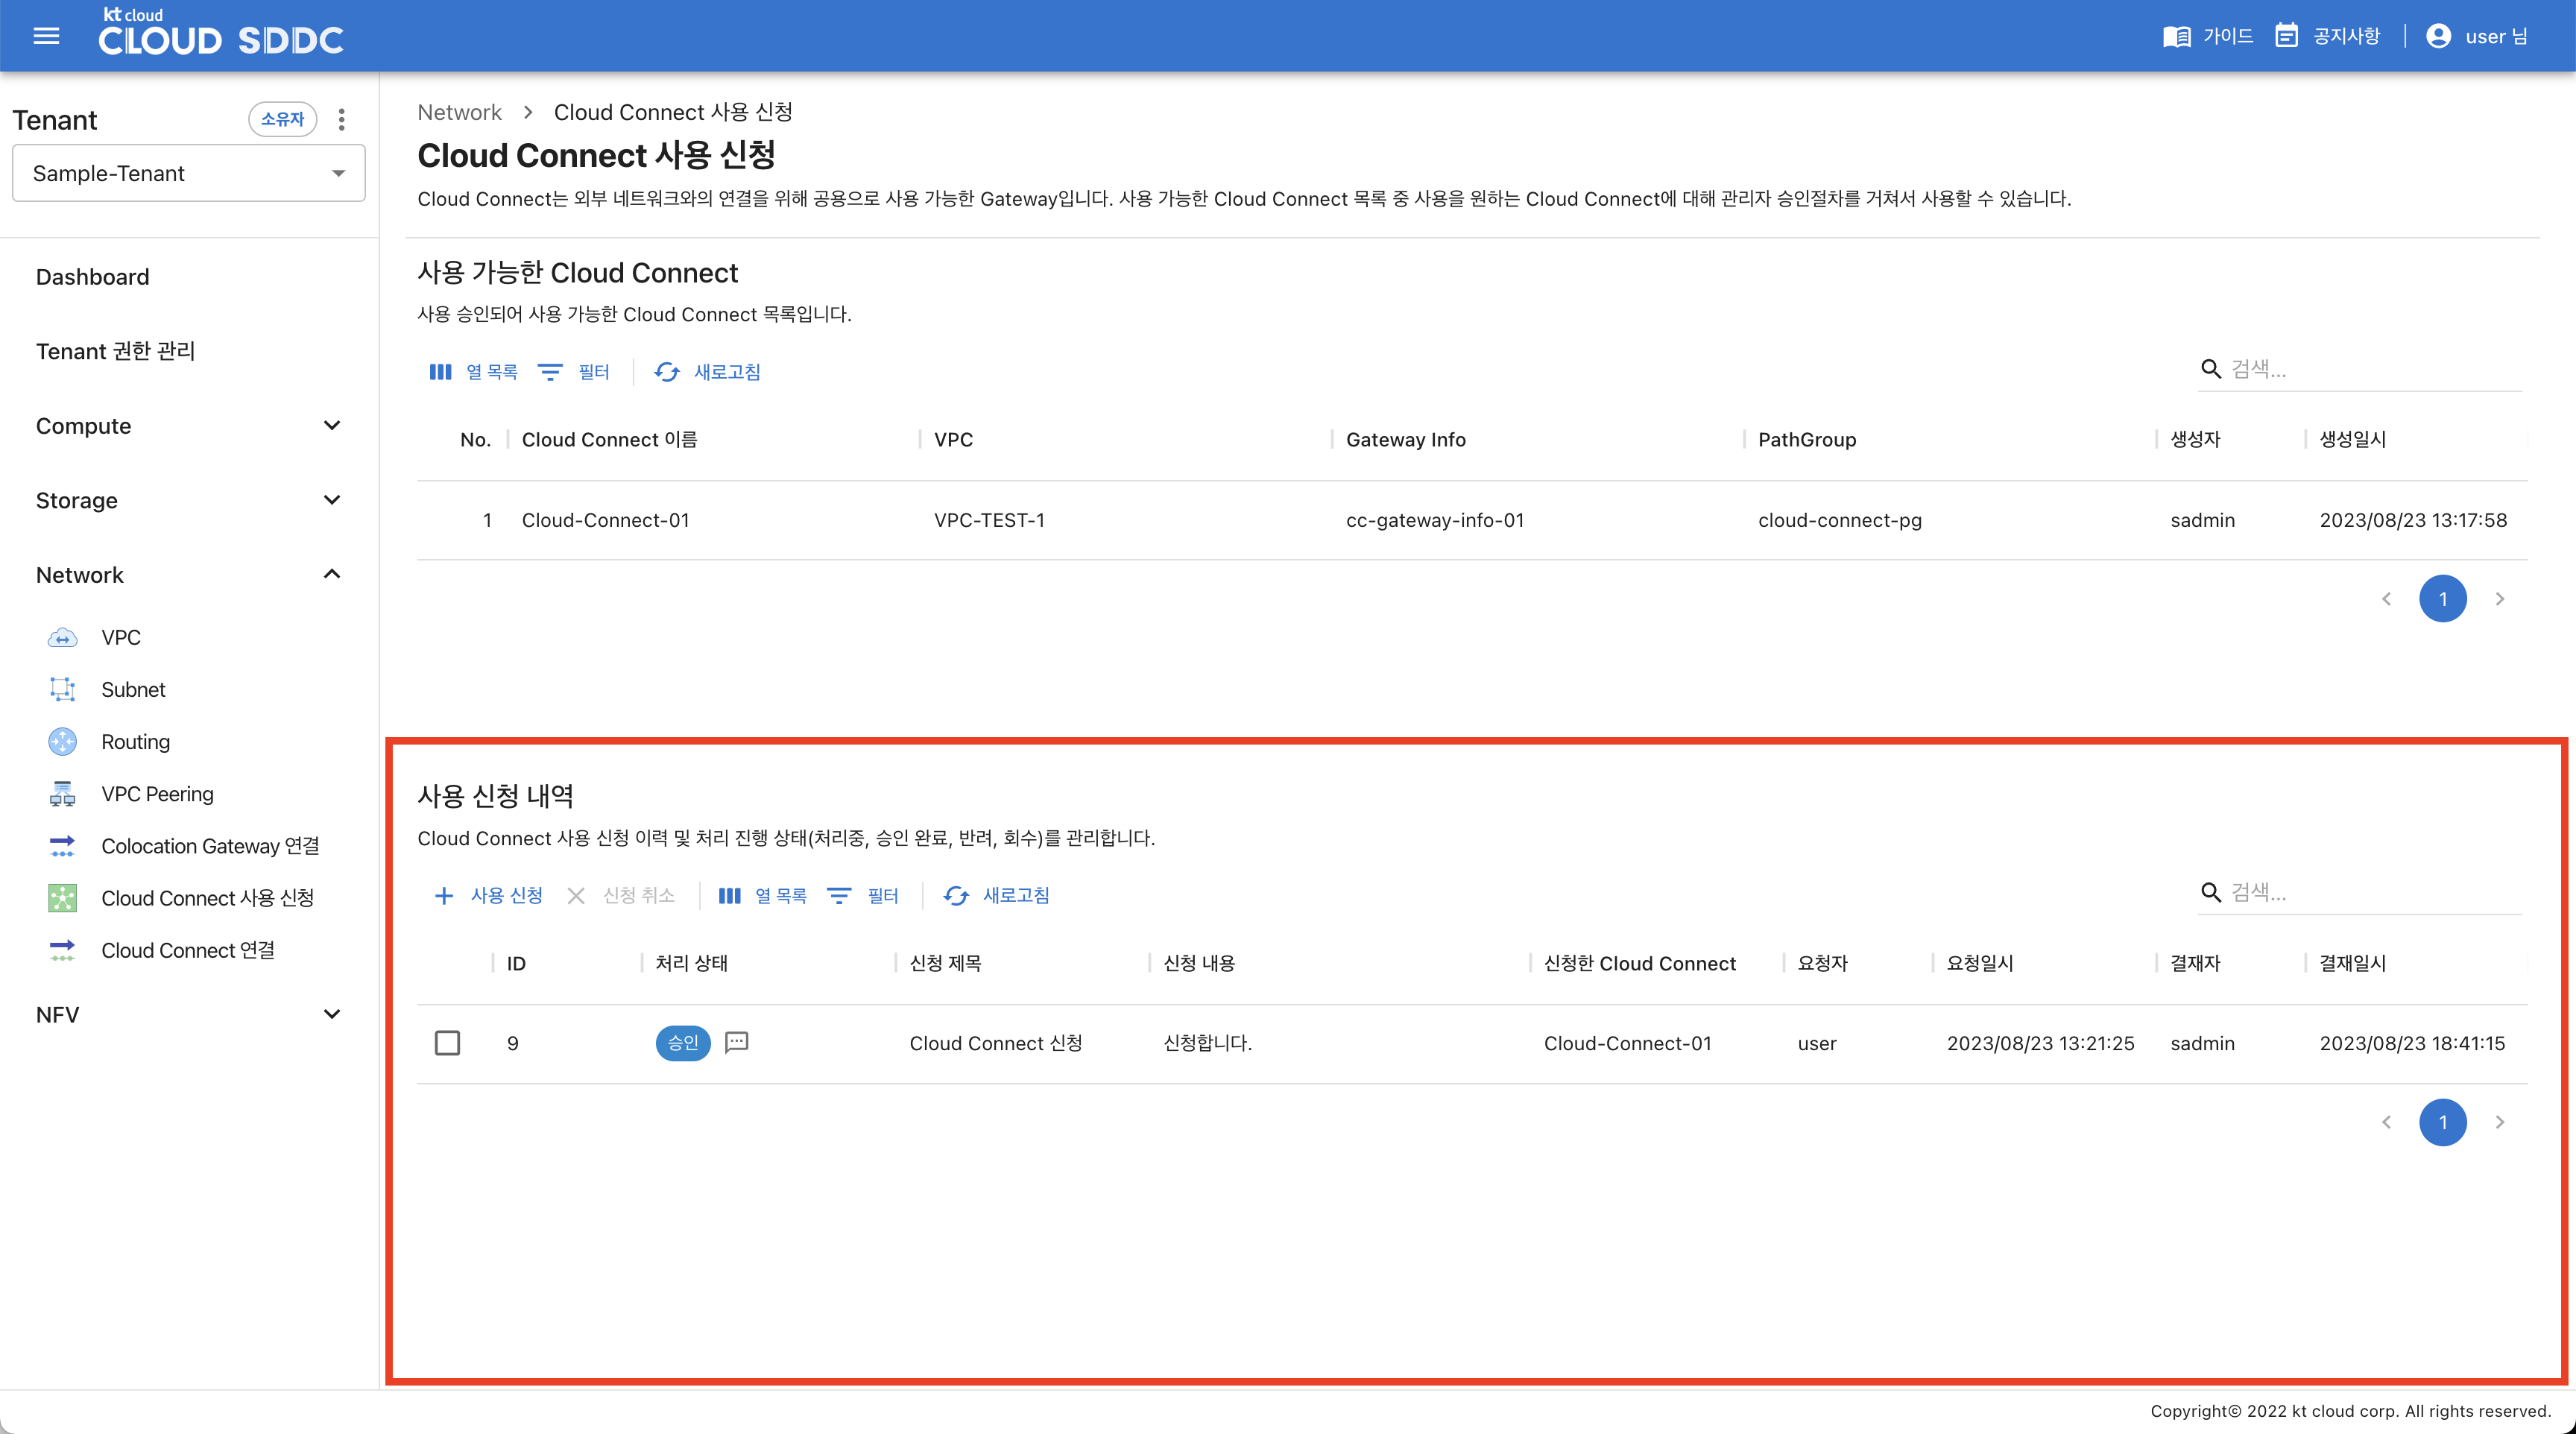 kt cloud
CLOUD SDDC
가이드
공지사항
user 님
Tenant
소유자
Sample-Tenant
Dashboard
Tenant 권한 관리
Compute
Storage
Network
VPC
Subnet
Routing
VPC Peering
Colocation Gateway 연결
Cloud Connect 사용 신청
Cloud Connect 연결
NFV
Network > Cloud Connect 사용 신청
Cloud Connect 사용 신청
Cloud Connect는 외부 네트워크와의 연결을 위해 공용으로 사용 가능한 Gateway입니다. 사용 가능한 Cloud Connect 목록 중 사용을 원하는 Cloud Connect에 대해 관리자 승인절차를 거쳐서 사용할 수 있습니다.
사용 가능한 Cloud Connect
사용 승인되어 사용 가능한 Cloud Connect 목록입니다.
열 목록 필터 새로고침 검색...
No. Cloud Connect 이름 VPC Gateway Info PathGroup 생성자 생성일시
1 Cloud-Connect-01 VPC-TEST-1 cc-gateway-info-01 cloud-connect-pg sadmin 2023/08/23 13:17:58
1
사용 신청 내역
Cloud Connect 사용 신청 이력 및 처리 진행 상태(처리중, 승인 완료, 반려, 회수)를 관리합니다.
사용 신청 신청 취소 열 목록 필터 새로고침 검색...
ID 처리 상태 신청 제목 신청 내용 신청한 Cloud Connect 요청자 요청일시 결재자 결재일시
9 승인 Cloud Connect 신청 신청합니다. Cloud-Connect-01 user 2023/08/23 13:21:25 sadmin 2023/08/23 18:41:15
1
Copyright© 2022 kt cloud corp. All rights reserved.